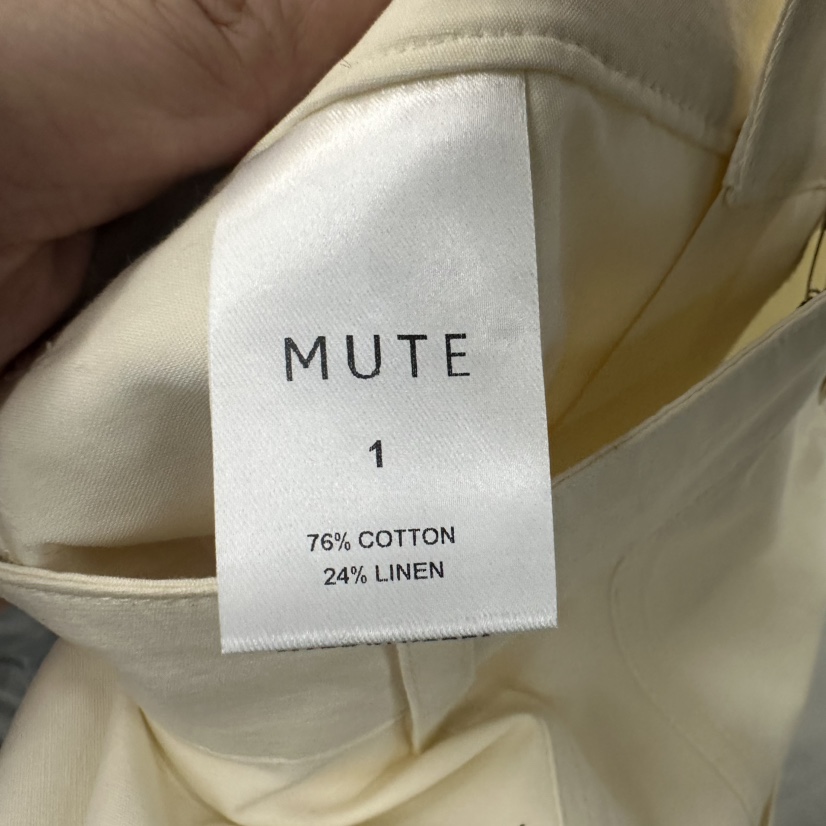 MUTE
1
76% COTTON
24% LINEN